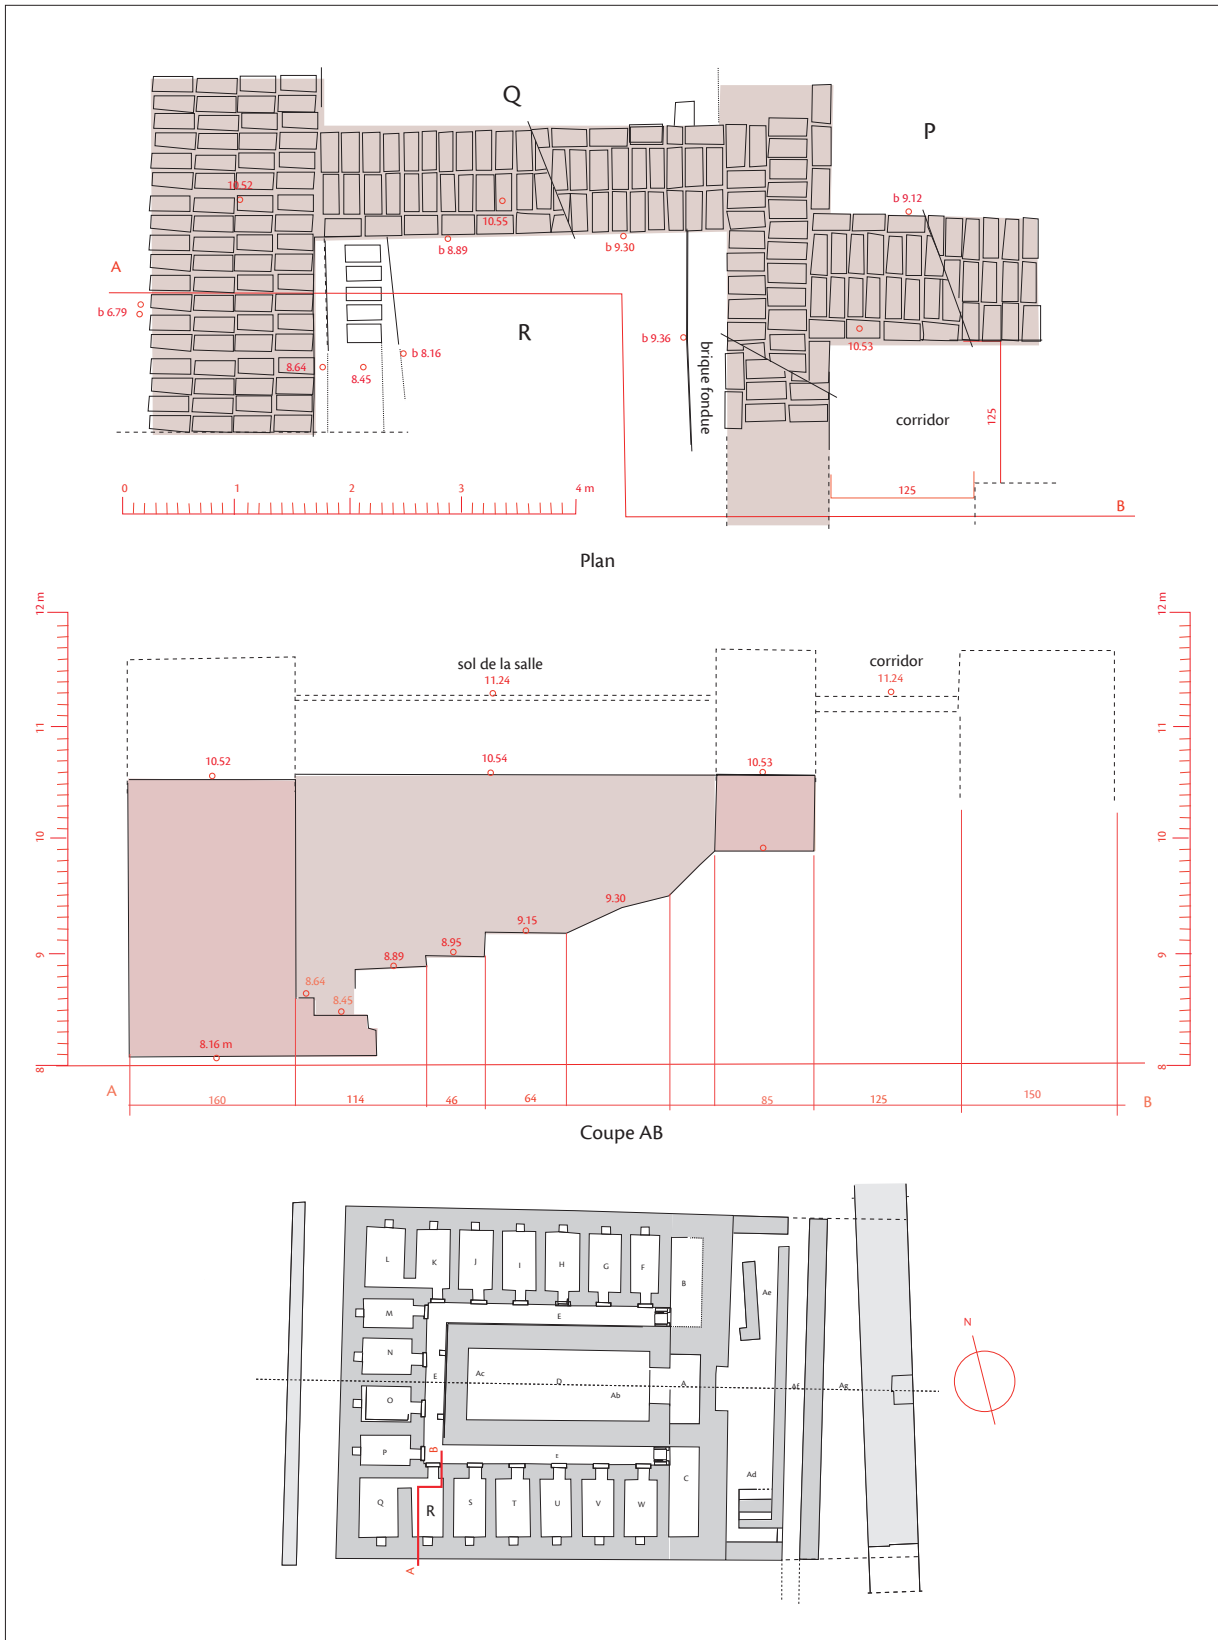 Q
P
10.52
10.55
b 9.12
b 8.89
b 9.30
A
b 6.79
R
b 9.36
brique fondue
10.53
8.64
8.45
b 8.16
corridor
125
0 1 2 3 4 m
125
B
Plan
12 m
12 m
sol de la salle
corridor
11.24
11.24
11
11
10.52
10.54
10.53
10
10
9.30
9.15
8.95
8.89
9
9
8.64
8.45
8.16 m
8
8
A
160
114
46
64
85
125
150
B
Coupe AB
L
K
J
I
H
G
F
B
Ae
M
E
N
N
E
Ac
D
Ab
A
Af
Ag
O
P
B
E
C
Ad
Q
R
S
T
U
V
W
A